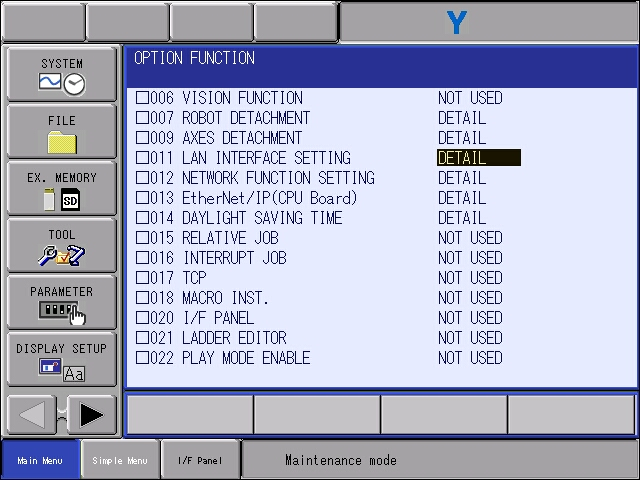 Y
SYSTEM
FILE
EX. MEMORY
SD
TOOL
PARAMETER
DISPLAY SETUP
Aa
OPTION FUNCTION
□006 VISION FUNCTION NOT USED
□007 ROBOT DETACHMENT DETAIL
□009 AXES DETACHMENT DETAIL
□011 LAN INTERFACE SETTING DETAIL
□012 NETWORK FUNCTION SETTING DETAIL
□013 EtherNet/IP(CPU Board) DETAIL
□014 DAYLIGHT SAVING TIME DETAIL
□015 RELATIVE JOB NOT USED
□016 INTERRUPT JOB NOT USED
□017 TCP NOT USED
□018 MACRO INST. NOT USED
□020 I/F PANEL NOT USED
□021 LADDER EDITOR NOT USED
□022 PLAY MODE ENABLE NOT USED
Main Menu Simple Menu I/F Panel Maintenance mode